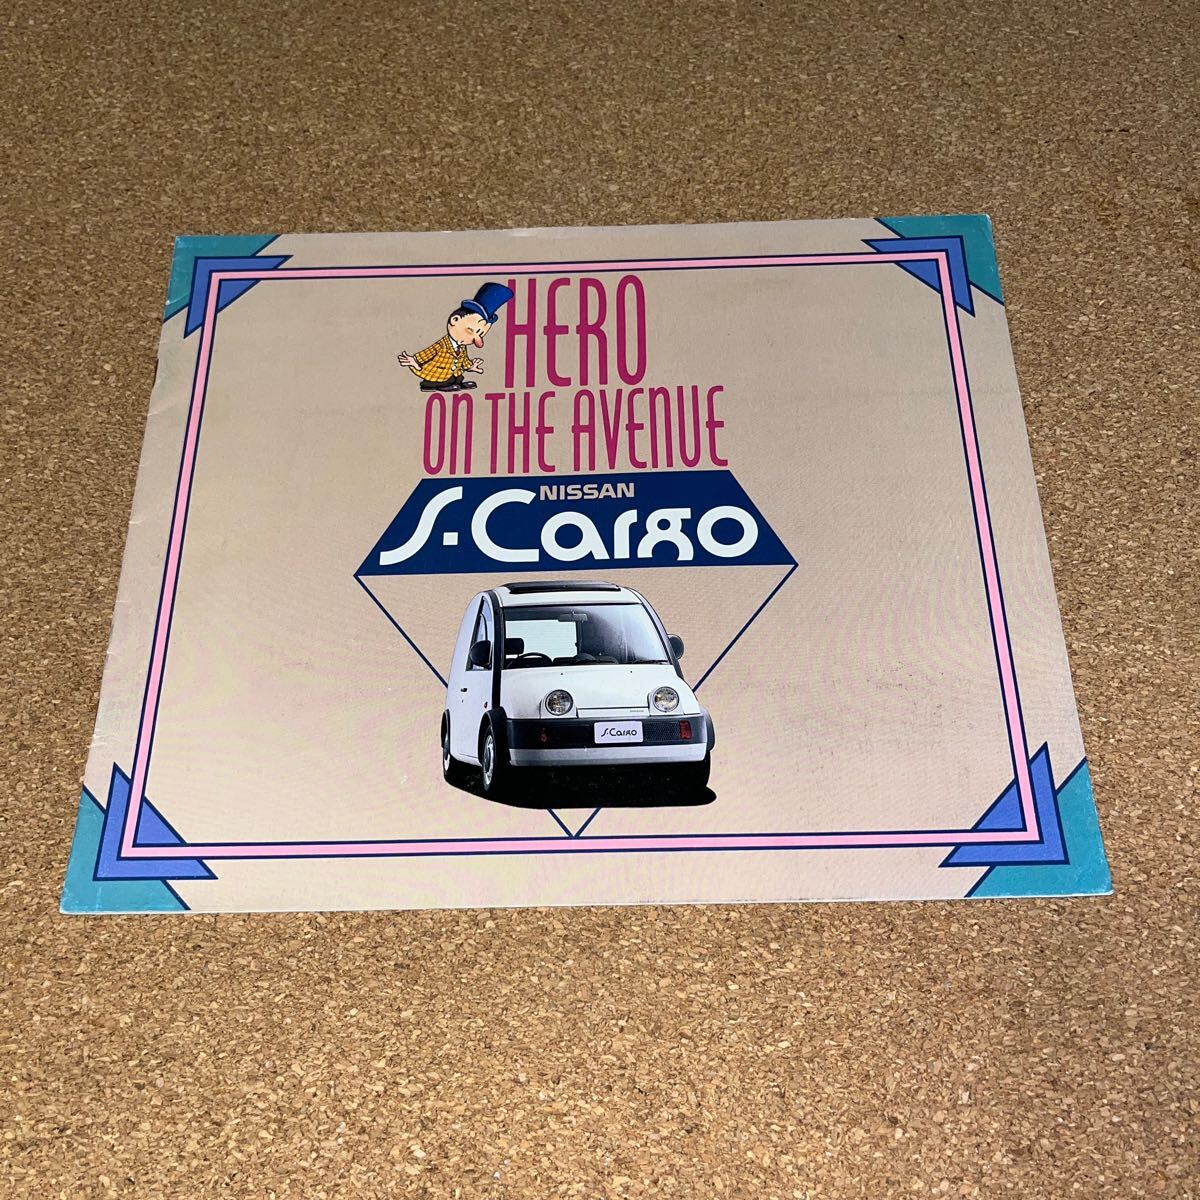 HERO
ON THE AVENUE
NISSAN
S-Cargo
S-Cargo